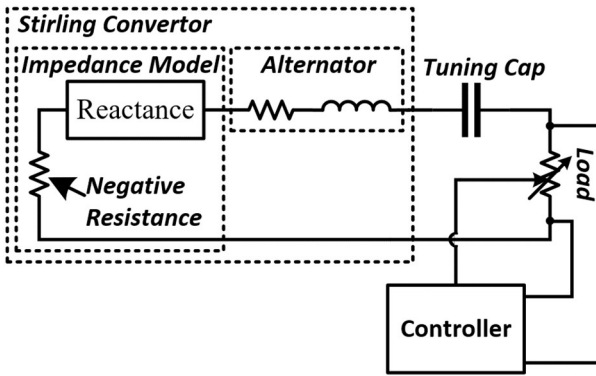 Stirling Convertor
Impedance Model
Alternator
Tuning Cap
Reactance
Load
Negative
Resistance
Controller